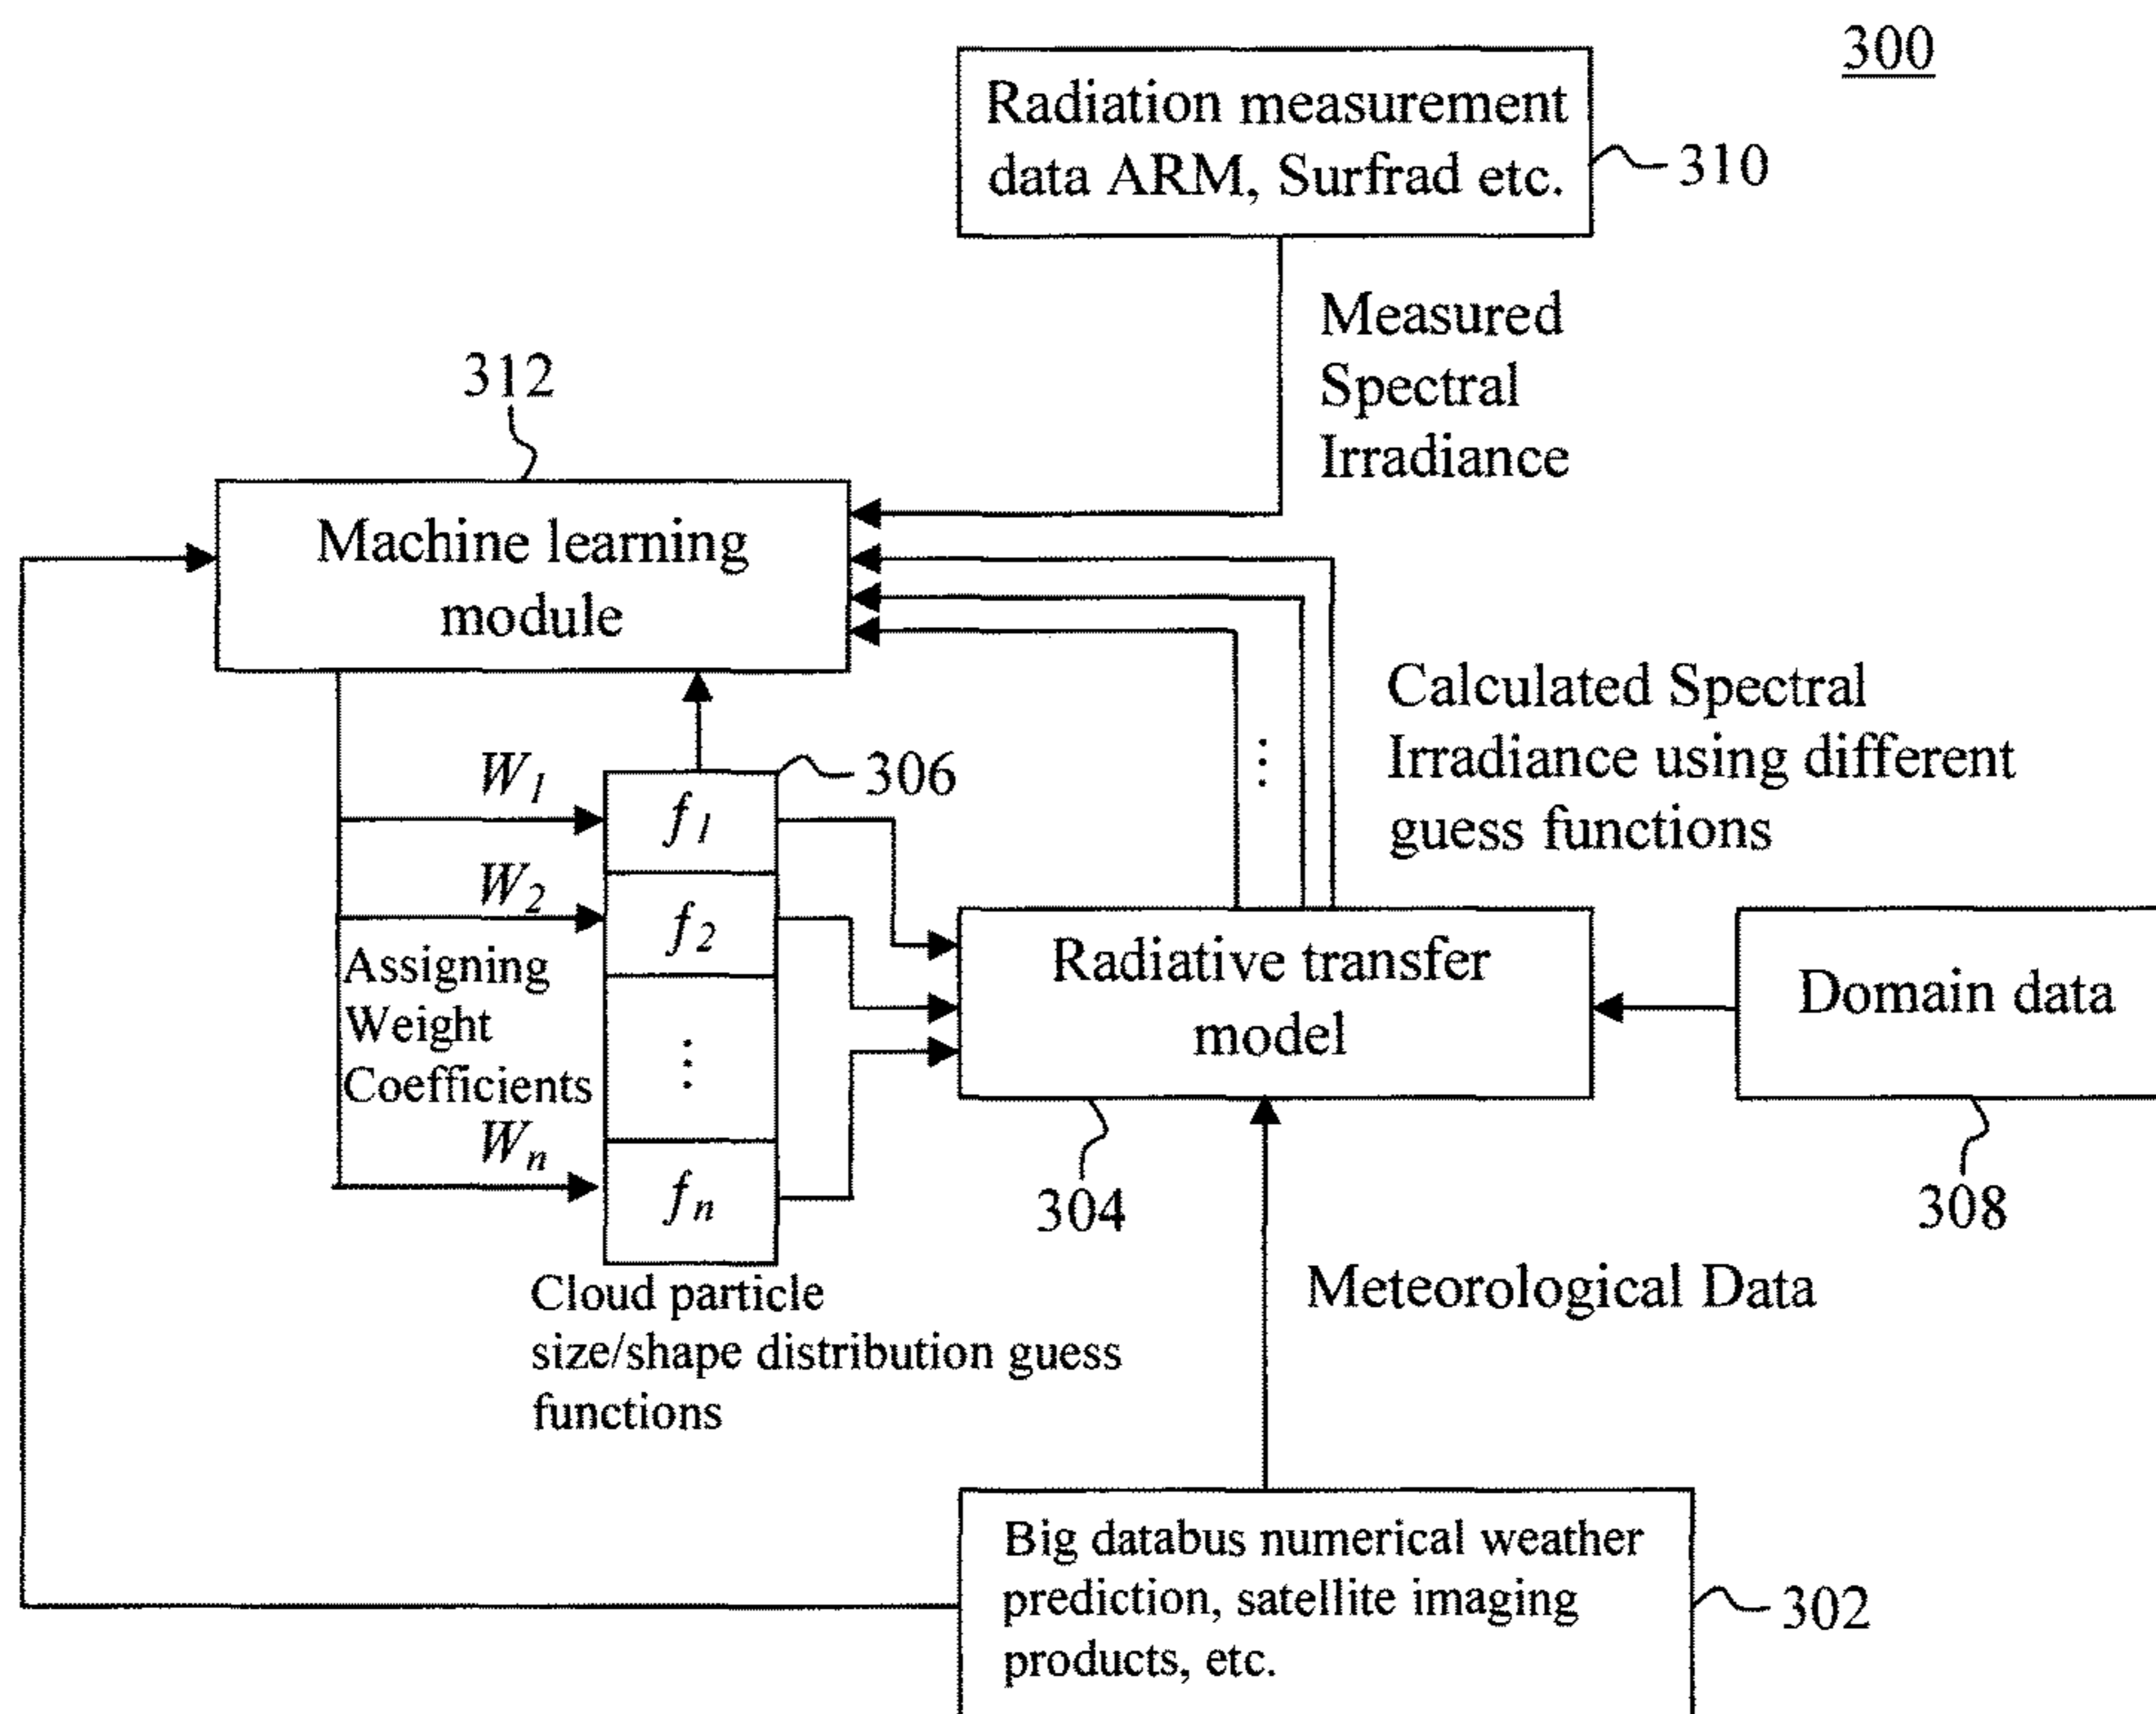 300
Radiation measurement
data ARM, Surfrad etc.
310
Measured
Spectral
Irradiance
312
Machine learning
module
Calculated Spectral
Irradiance using different
guess functions
W1
f1
306
W2
f2
Assigning
Weight
Coefficients
⋮
Wn
fn
Cloud particle
size/shape distribution guess
functions
⋮
Radiative transfer
model
304
Domain data
308
Meteorological Data
Big databus numerical weather
prediction, satellite imaging
products, etc.
302